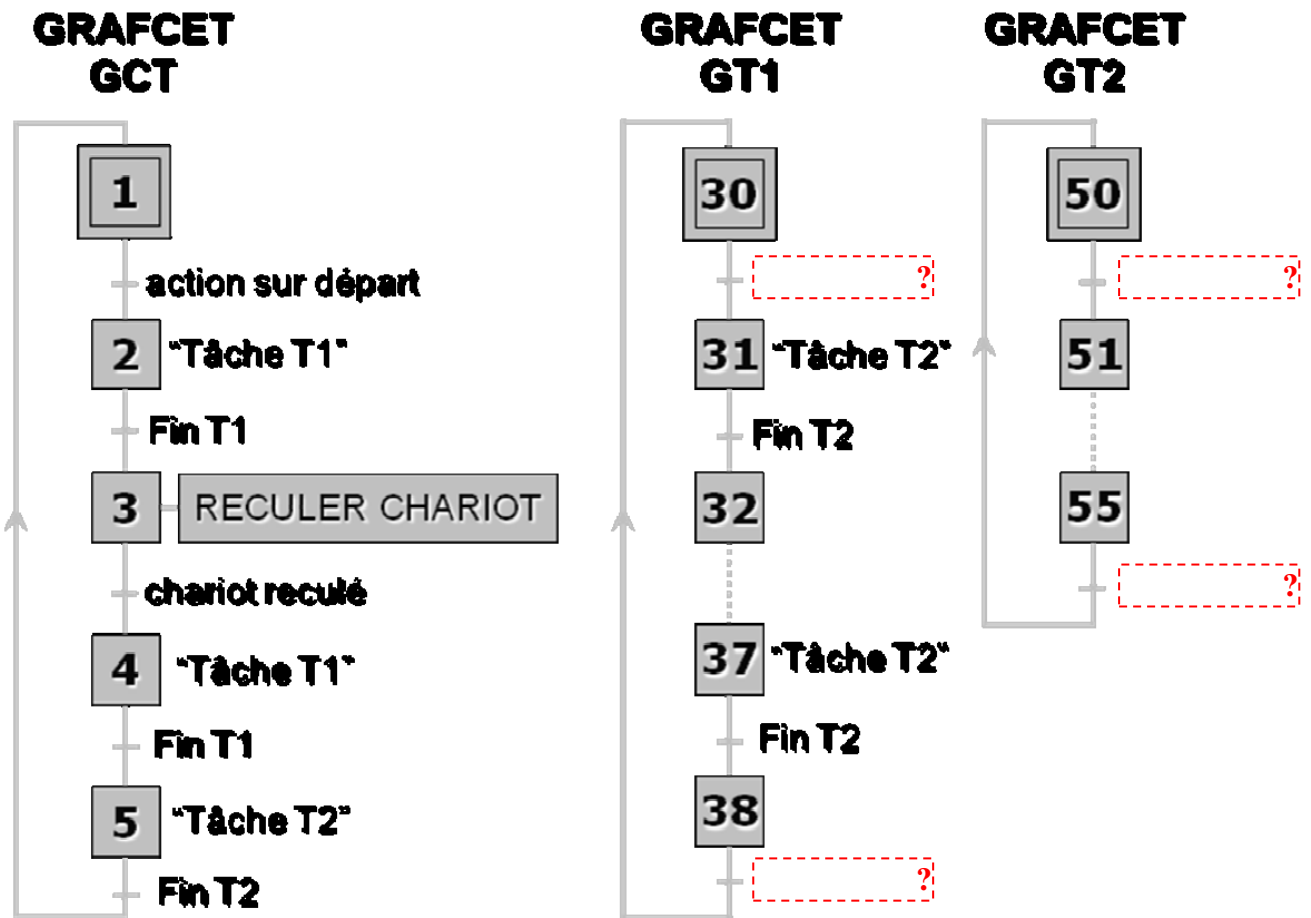 GRAFCET
GCT
1
action sur départ
2 "Tâche T1"
Fin T1
3 RECULER CHARIOT
chariot reculé
4 "Tâche T1"
Fin T1
5 "Tâche T2"
Fin T2
GRAFCET
GT1
30
?
31 "Tâche T2"
Fin T2
32
37 "Tâche T2"
Fin T2
38
?
GRAFCET
GT2
50
?
51
55
?